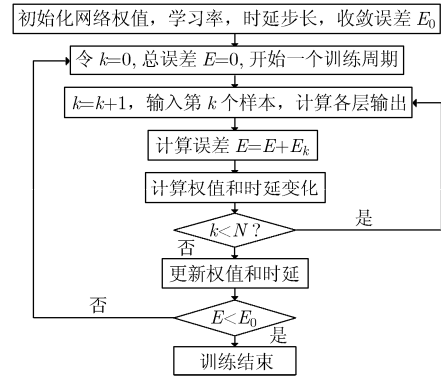 初始化网络权值，学习率，时延步长，收敛误差 E₀
令 k=0, 总误差 E=0, 开始一个训练周期
k=k+1，输入第 k 个样本，计算各层输出
计算误差 E=E+Eₖ
计算权值和时延变化
k<N？
是
否
更新权值和时延
否
E<E₀
是
训练结束